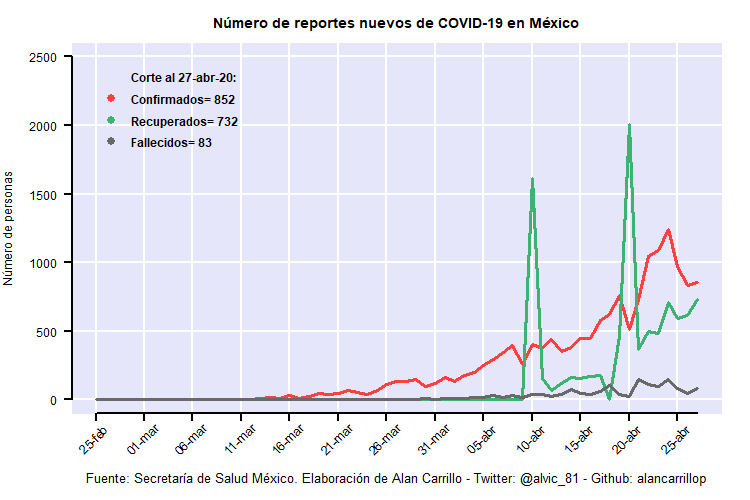 Número de reportes nuevos de COVID-19 en México
Número de personas
2500
2000
1500
1000
500
0
Corte al 27-abr-20:
Confirmados= 852
Recuperados= 732
Fallecidos= 83
25-feb
01-mar
06-mar
11-mar
16-mar
21-mar
26-mar
31-mar
05-abr
10-abr
15-abr
20-abr
25-abr
Fuente: Secretaría de Salud México. Elaboración de Alan Carrillo - Twitter: @alvic_81 - Github: alancarrillop